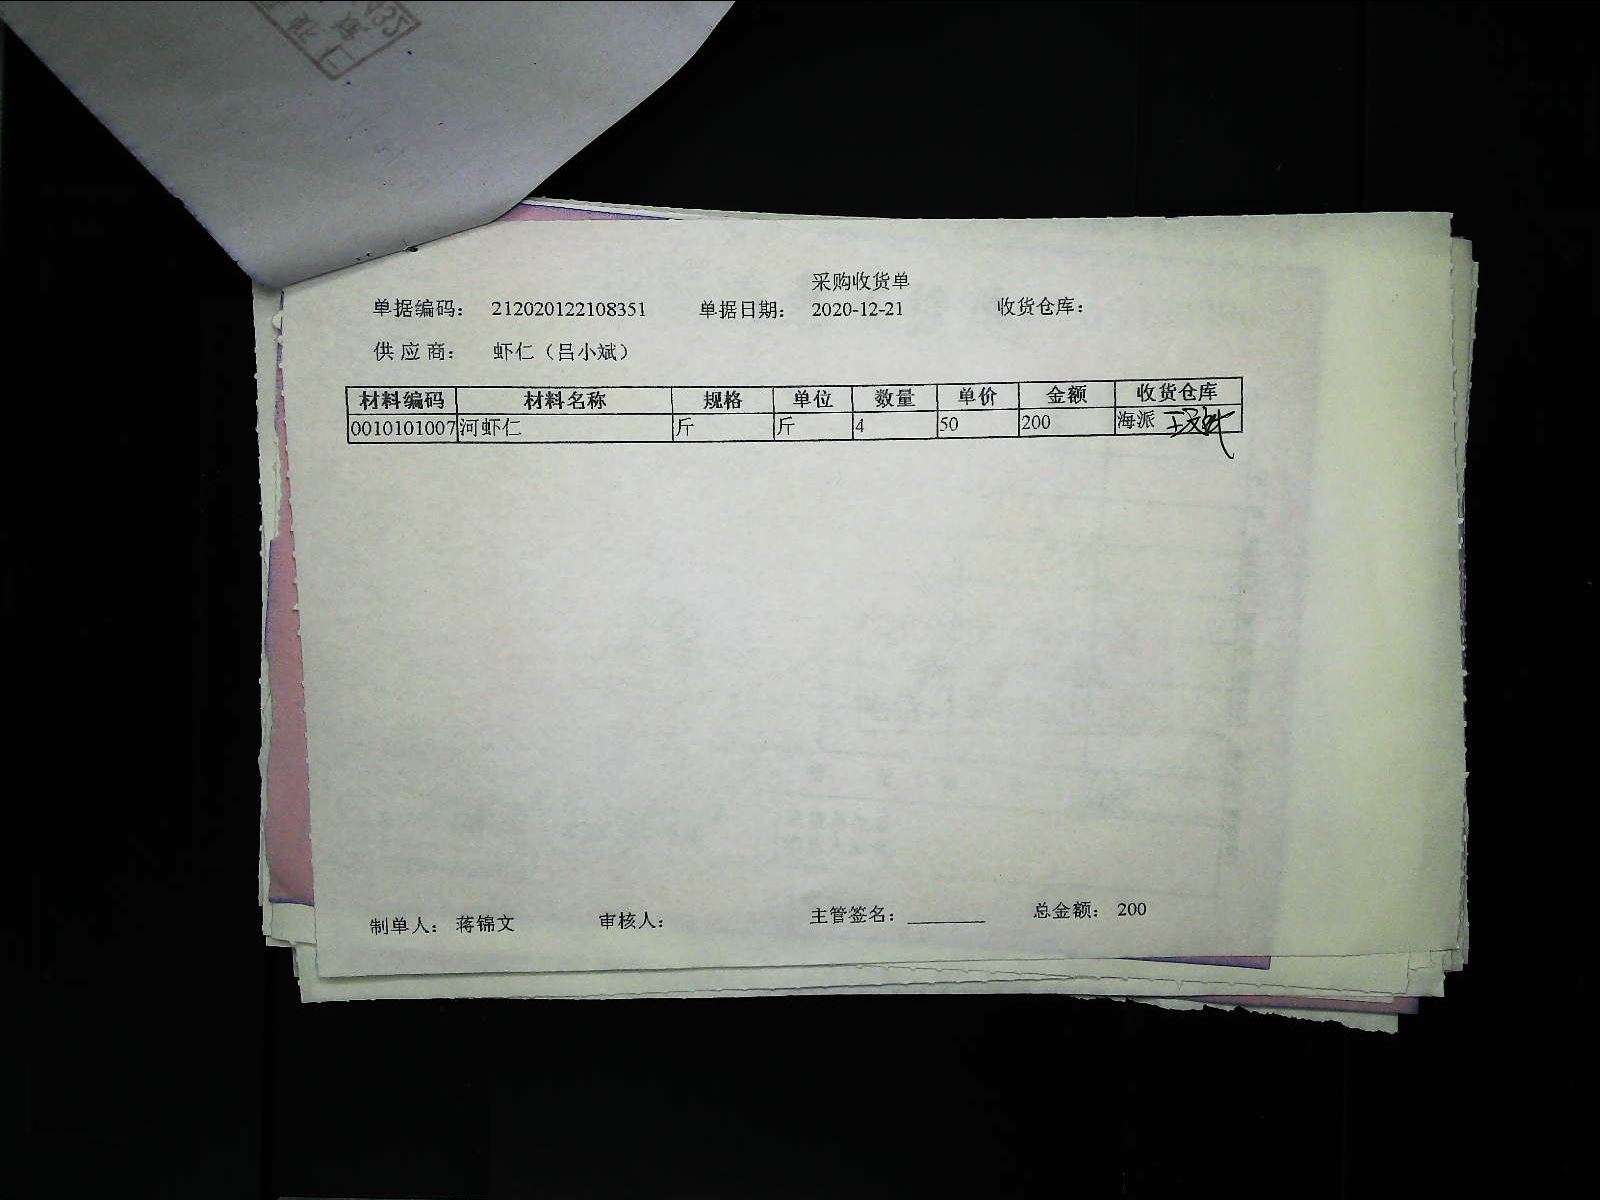 采购收货单
单据编码： 212020122108351 单据日期： 2020-12-21 收货仓库：
供应商： 虾仁（吕小斌）
材料编码 材料名称 规格 单位 数量 单价 金额 收货仓库
0010101007 河虾仁 斤 斤 4 50 200 海派
制单人： 蒋锦文 审核人： 主管签名： 总金额： 200